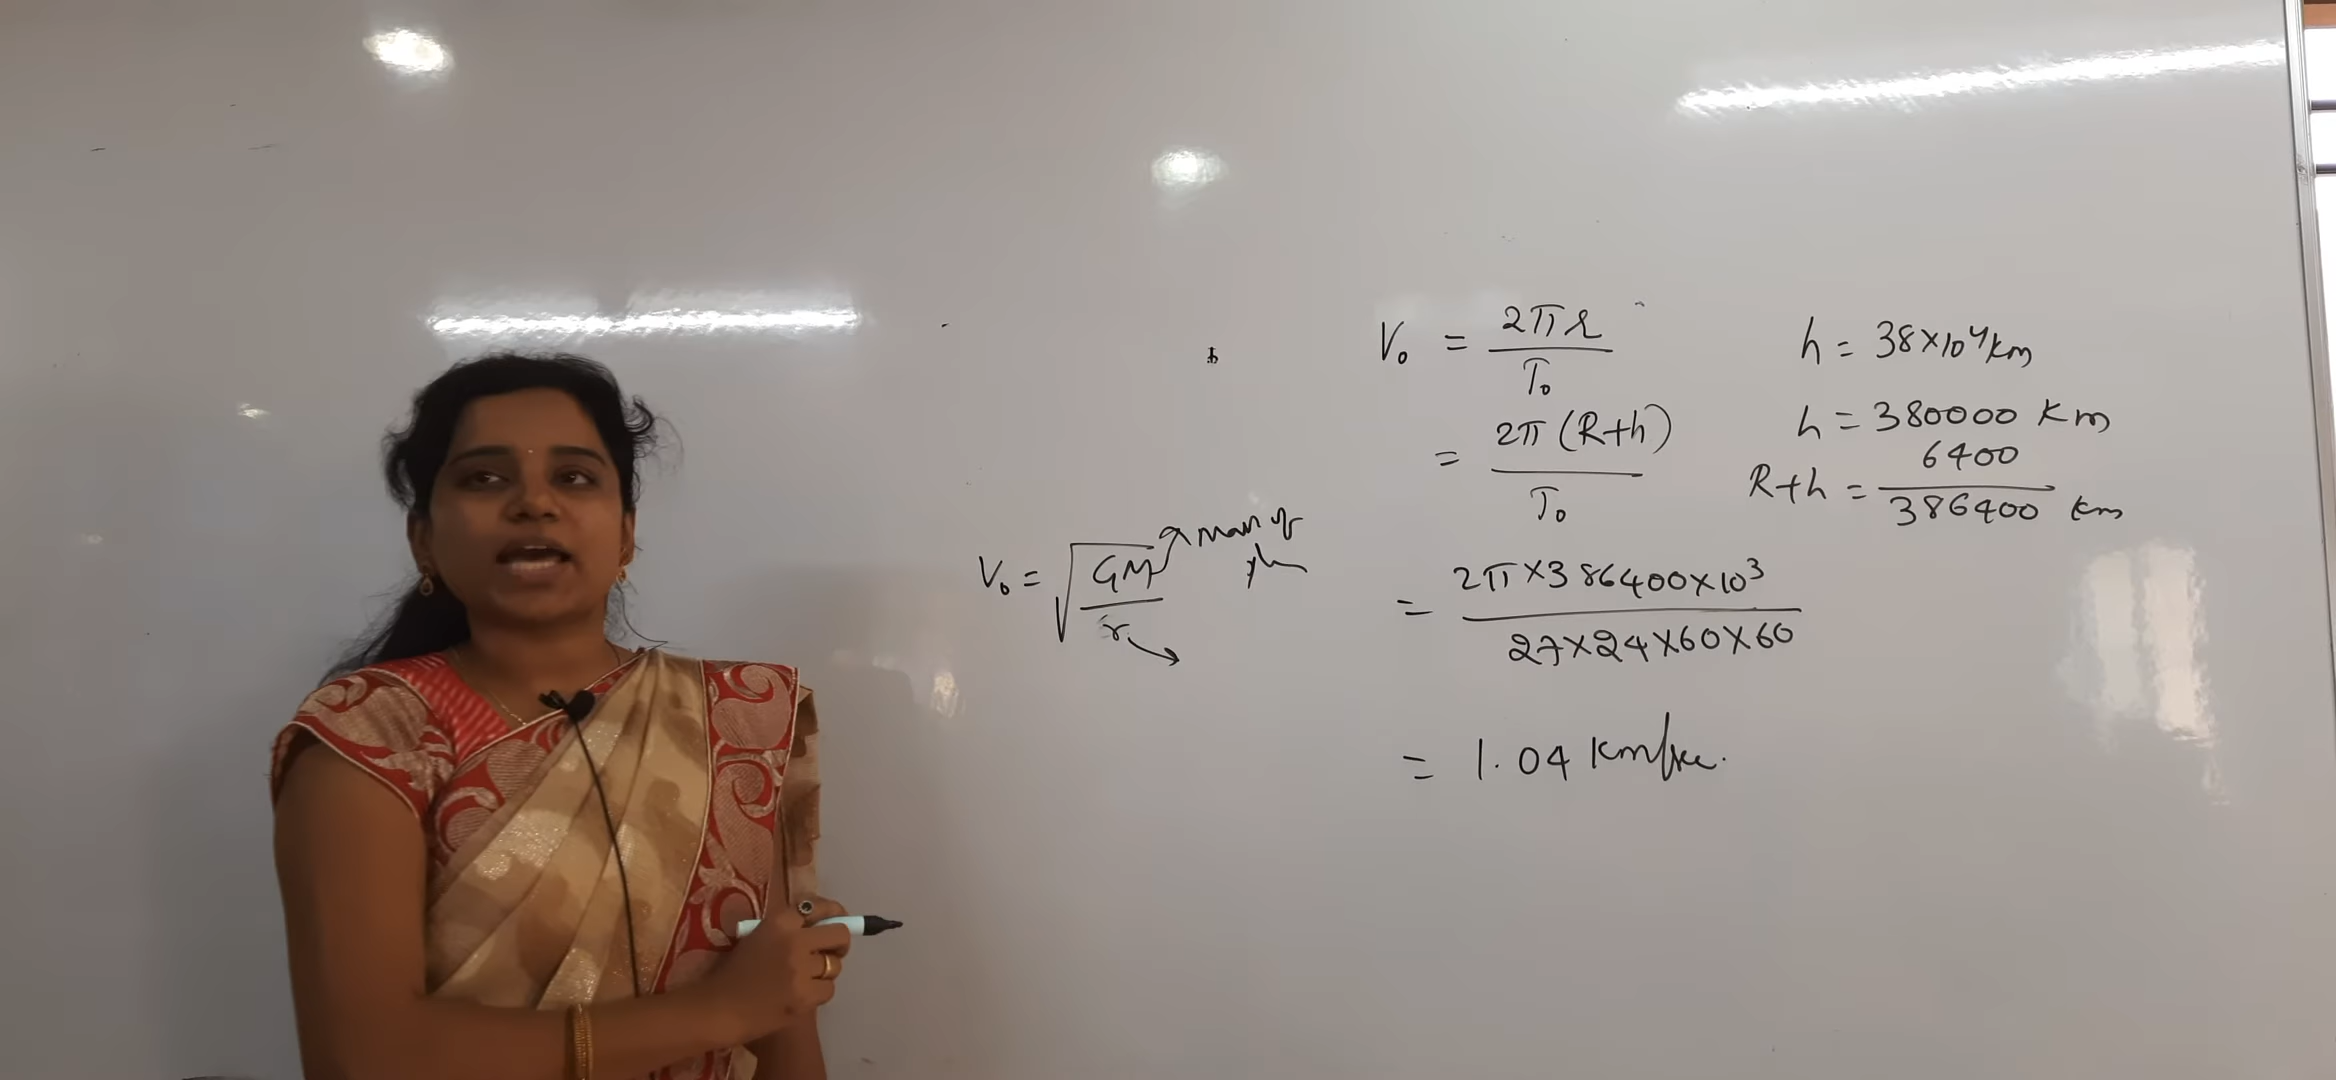 V₀ = √(GM/r) → mass of
V₀ = 2πr / T₀
= 2π(R+h) / T₀
= 2π×386400×10³ / 27×24×60×60
= 1.04 km/sec.
h = 38×10⁴ km
h = 380000 km
6400
R+h = 386400 km